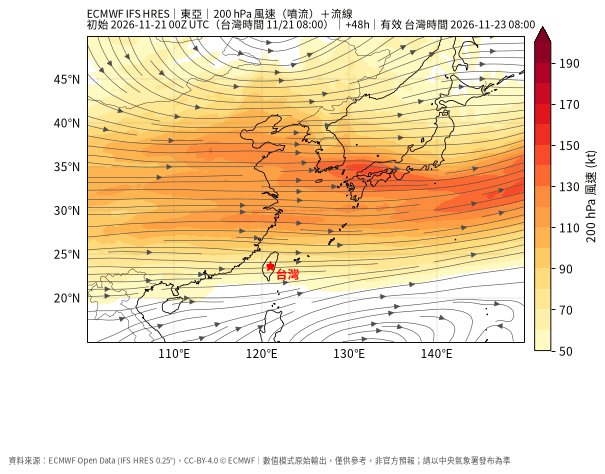 ECMWF IFS HRES｜東亞｜200 hPa 風速（噴流）＋流線
初始 2026-11-21 00Z UTC（台灣時間 11/21 08:00）｜+48h｜有效 台灣時間 2026-11-23 08:00
45°N
40°N
35°N
30°N
25°N
20°N
110°E
120°E
130°E
140°E
台灣
190
170
150
130
110
90
70
50
200 hPa 風速 (kt)
資料來源：ECMWF Open Data (IFS HRES 0.25°)，CC-BY-4.0 © ECMWF｜數值模式原始輸出，僅供參考，非官方預報；請以中央氣象署發布為準